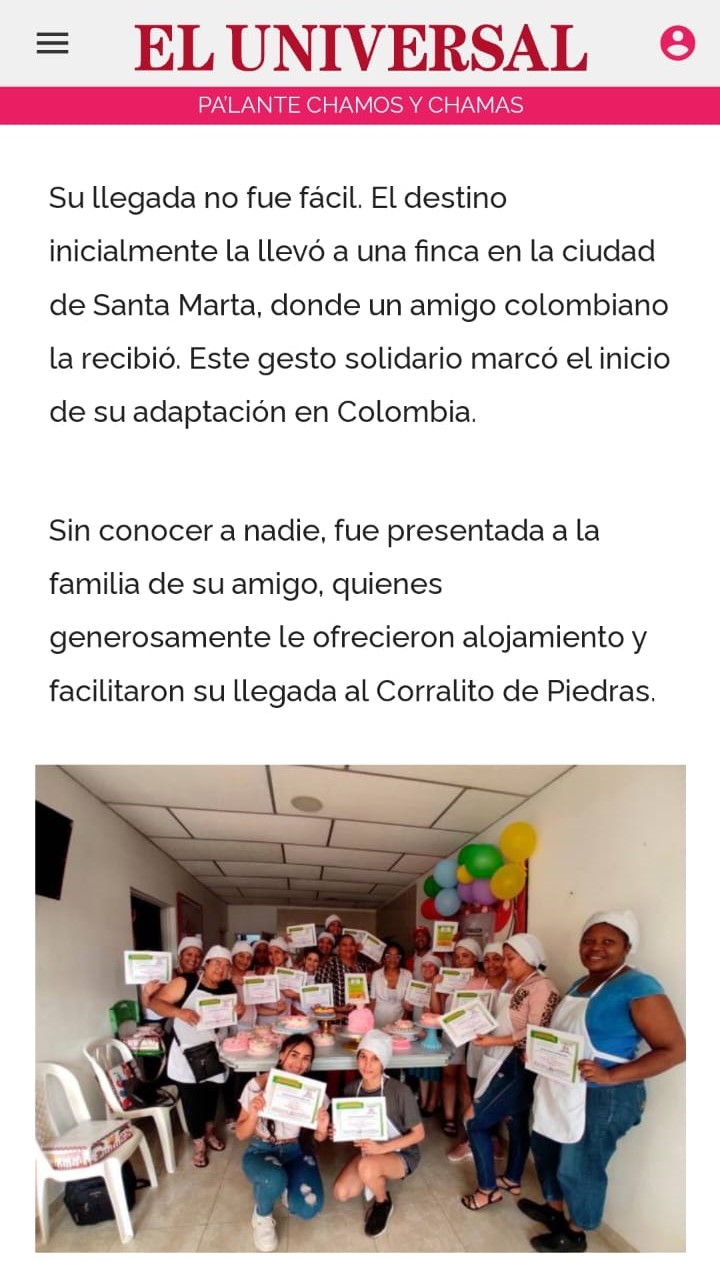 EL UNIVERSAL
PA'LANTE CHAMOS Y CHAMAS
Su llegada no fue fácil. El destino
inicialmente la llevó a una finca en la ciudad
de Santa Marta, donde un amigo colombiano
la recibió. Este gesto solidario marcó el inicio
de su adaptación en Colombia.
Sin conocer a nadie, fue presentada a la
familia de su amigo, quienes
generosamente le ofrecieron alojamiento y
facilitaron su llegada al Corralito de Piedras.